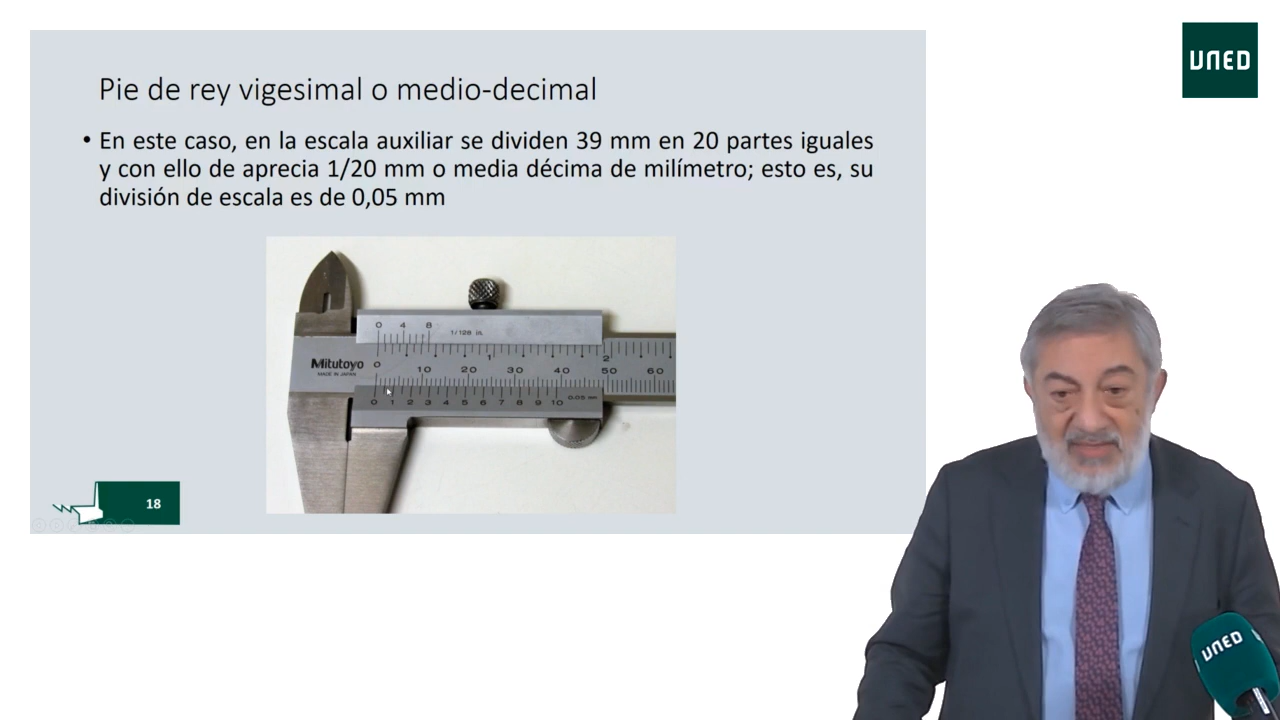 UNED
Pie de rey vigesimal o medio-decimal
• En este caso, en la escala auxiliar se dividen 39 mm en 20 partes iguales
y con ello de aprecia 1/20 mm o media décima de milímetro; esto es, su
división de escala es de 0,05 mm
0 4 8 1/128 in.
1 2
Mitutoyo 0
MADE IN JAPAN
10 20 30 40 50 60
0 1 2 3 4 5 6 7 8 9 10 0.05 mm
18
UNED